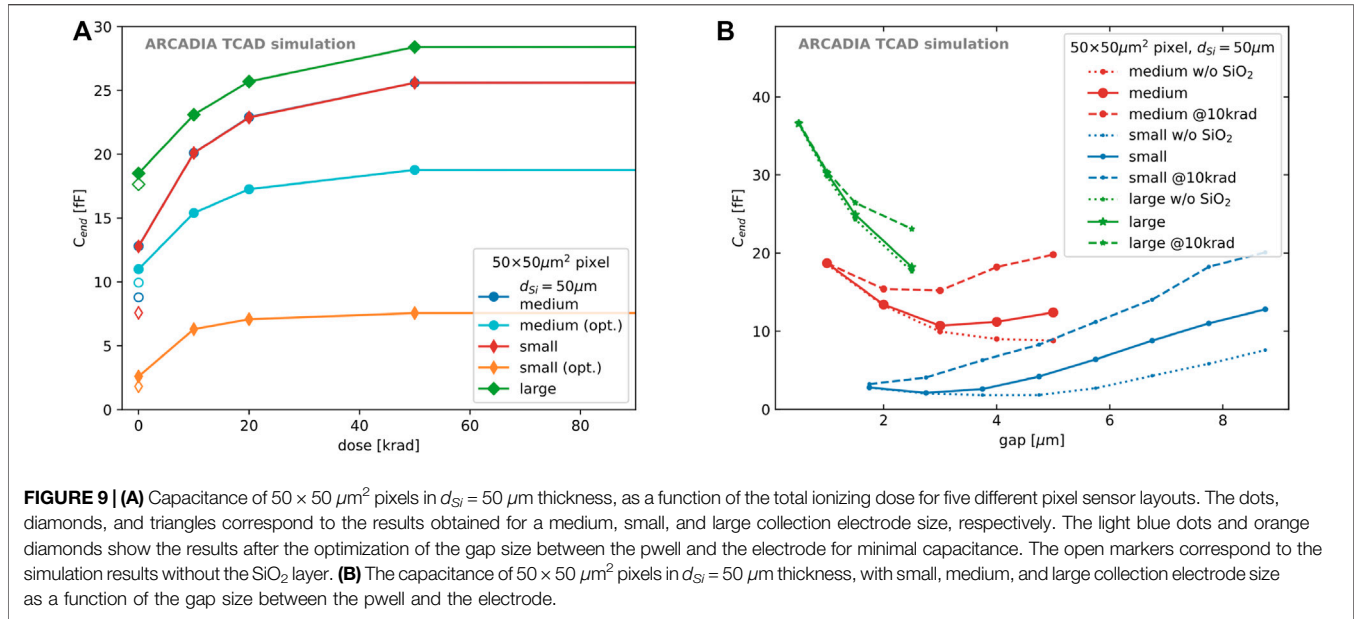 A
ARCADIA TCAD simulation
30
25
20
15
10
5
0
C_end [fF]
0 20 40 60 80
dose [krad]
50×50μm² pixel
d_Si = 50μm
medium
medium (opt.)
small
small (opt.)
large
B
ARCADIA TCAD simulation
40
30
20
10
0
C_end [fF]
2 4 6 8
gap [μm]
50×50μm² pixel, d_Si = 50μm
medium w/o SiO₂
medium
medium @10krad
small w/o SiO₂
small
small @10krad
large w/o SiO₂
large
large @10krad
FIGURE 9 | (A) Capacitance of 50 × 50 μm² pixels in d_Si = 50 μm thickness, as a function of the total ionizing dose for five different pixel sensor layouts. The dots,
diamonds, and triangles correspond to the results obtained for a medium, small, and large collection electrode size, respectively. The light blue dots and orange
diamonds show the results after the optimization of the gap size between the pwell and the electrode for minimal capacitance. The open markers correspond to the
simulation results without the SiO₂ layer. (B) The capacitance of 50 × 50 μm² pixels in d_Si = 50 μm thickness, with small, medium, and large collection electrode size
as a function of the gap size between the pwell and the electrode.